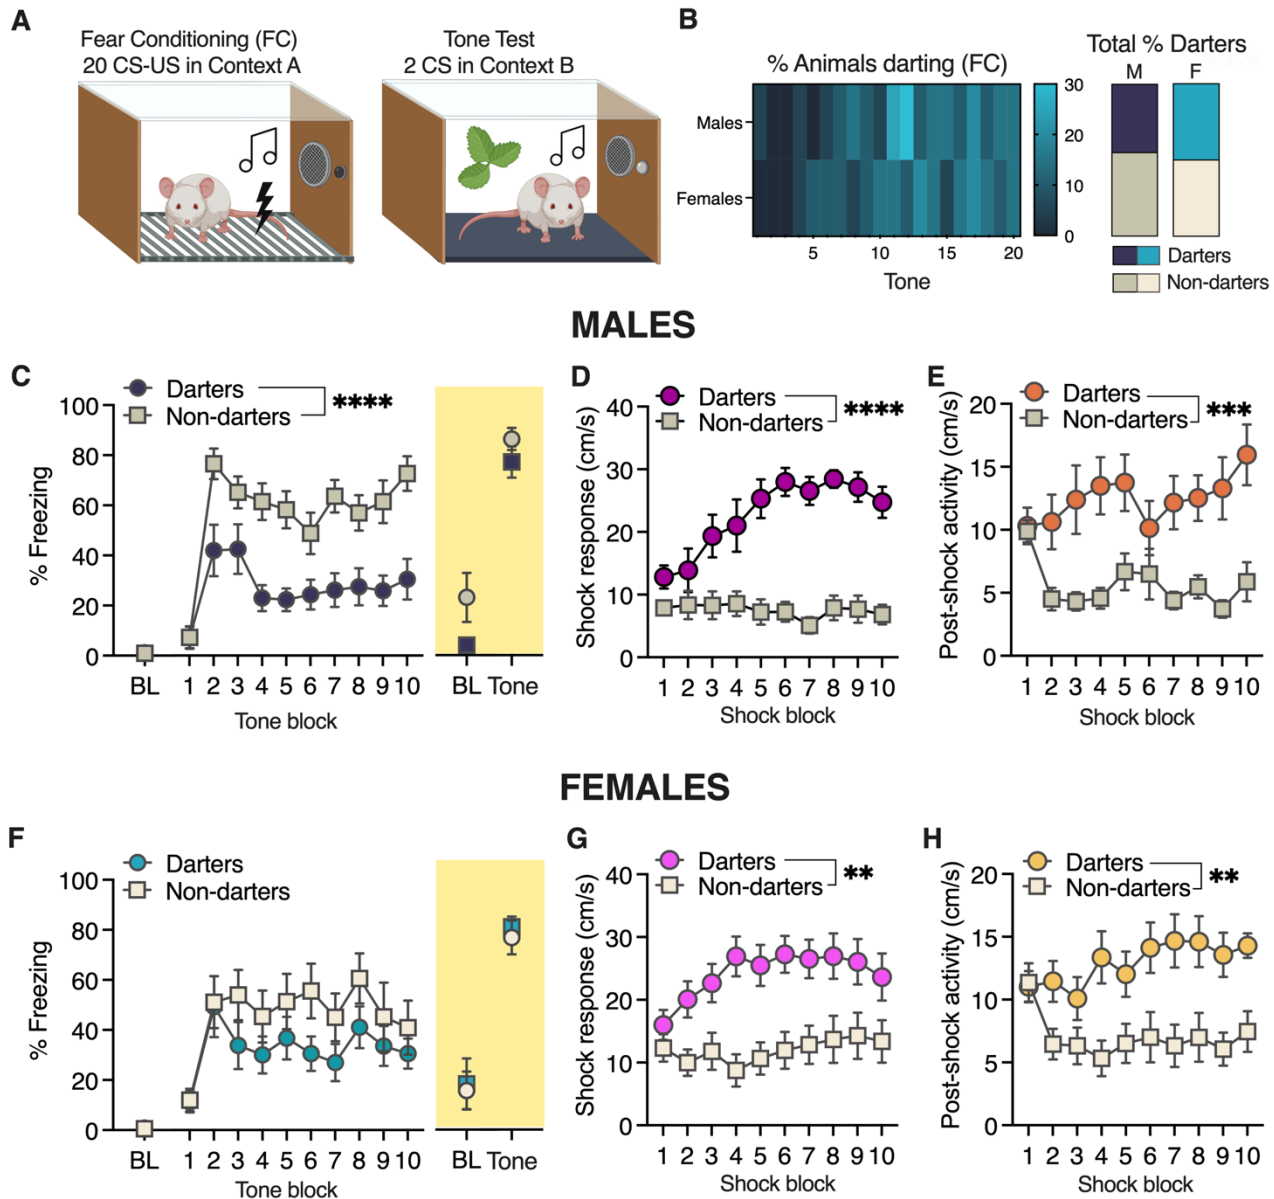 A
Fear Conditioning (FC)
20 CS-US in Context A
Tone Test
2 CS in Context B
B
% Animals darting (FC)
Males
Females
5
10
15
20
Tone
30
20
10
0
Total % Darters
M
F
Darters
Non-darters
MALES
C
Darters
Non-darters
****
% Freezing
100
80
60
40
20
0
BL
1
2
3
4
5
6
7
8
9
10
Tone block
BL
Tone
D
Darters
Non-darters
****
Shock response (cm/s)
40
30
20
10
0
1
2
3
4
5
6
7
8
9
10
Shock block
E
Darters
Non-darters
***
Post-shock activity (cm/s)
20
15
10
5
0
1
2
3
4
5
6
7
8
9
10
Shock block
FEMALES
F
Darters
Non-darters
% Freezing
100
80
60
40
20
0
BL
1
2
3
4
5
6
7
8
9
10
Tone block
BL
Tone
G
Darters
Non-darters
**
Shock response (cm/s)
40
30
20
10
0
1
2
3
4
5
6
7
8
9
10
Shock block
H
Darters
Non-darters
**
Post-shock activity (cm/s)
20
15
10
5
0
1
2
3
4
5
6
7
8
9
10
Shock block